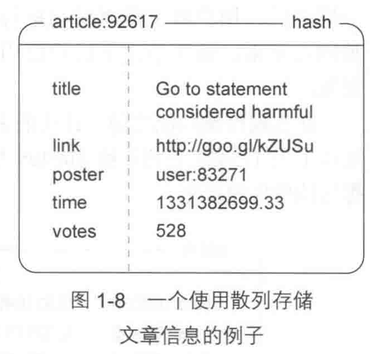 article:92617 hash
title Go to statement
considered harmful
link http://goo.gl/kZUSu
poster user:83271
time 1331382699.33
votes 528
图 1-8 一个使用散列存储
文章信息的例子